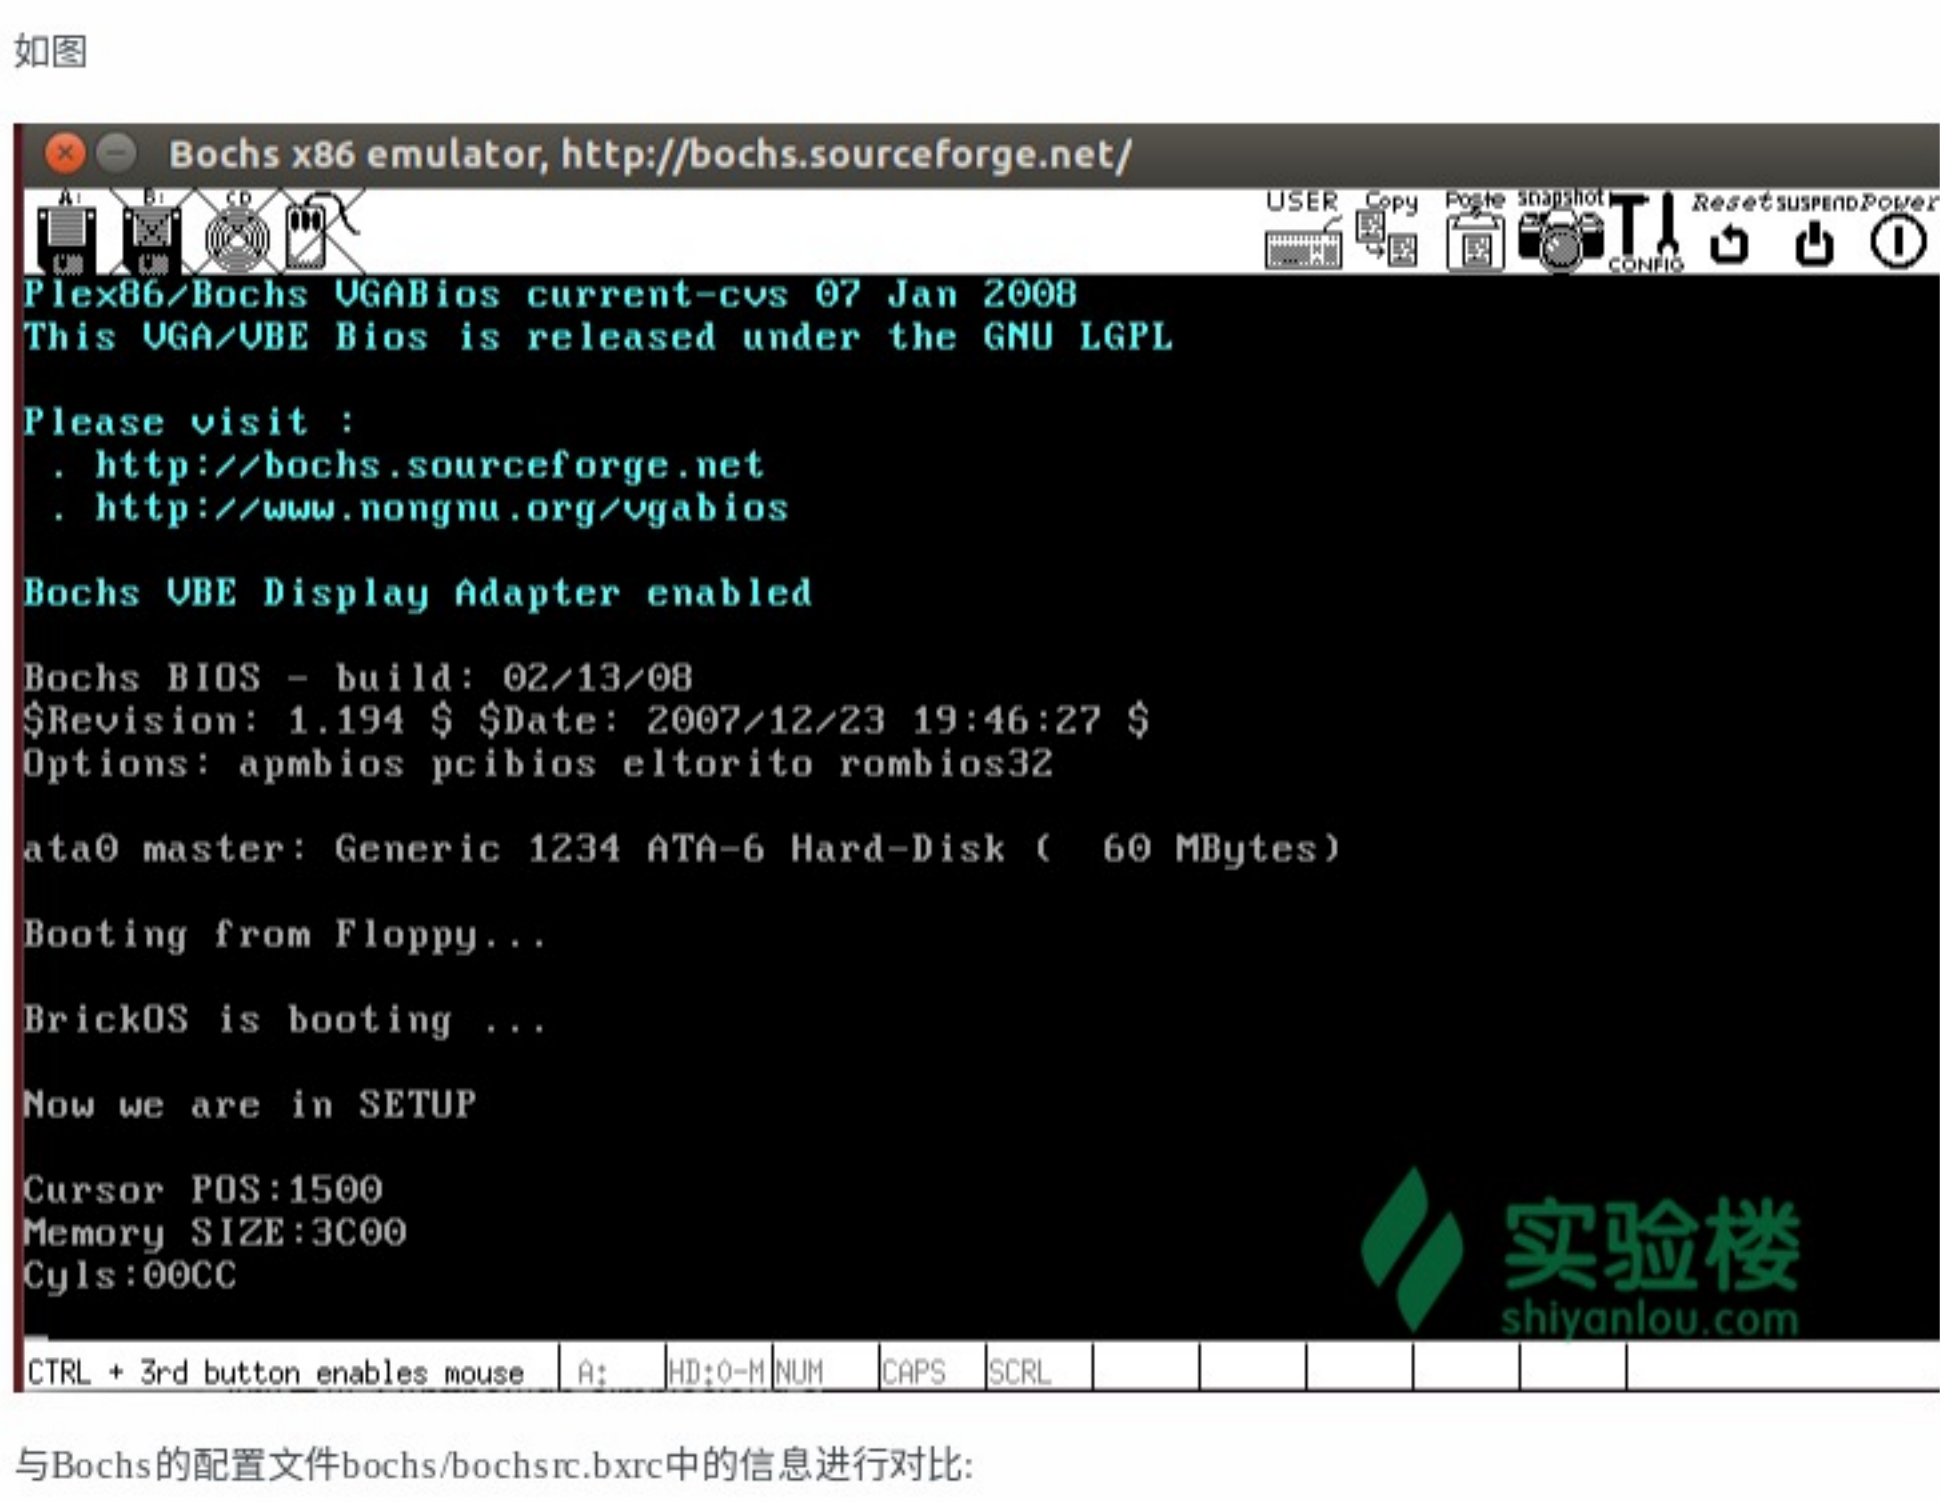 如图
Bochs x86 emulator, http://bochs.sourceforge.net/
A: B: CD USER Copy Paste snapshot CONFIG Reset SUSPEND Power
Plex86/Bochs VGABios current-cvs 07 Jan 2008
This VGA/VBE Bios is released under the GNU LGPL
Please visit :
. http://bochs.sourceforge.net
. http://www.nongnu.org/vgabios
Bochs VBE Display Adapter enabled
Bochs BIOS - build: 02/13/08
$Revision: 1.194 $ $Date: 2007/12/23 19:46:27 $
Options: apmbios pcibios eltorito rombios32
ata0 master: Generic 1234 ATA-6 Hard-Disk ( 60 MBytes)
Booting from Floppy...
BrickOS is booting ...
Now we are in SETUP
Cursor POS:1500
Memory SIZE:3C00
Cyls:00CC
实验楼
shiyanlou.com
CTRL + 3rd button enables mouse A: HD:0-M NUM CAPS SCRL
与Bochs的配置文件bochs/bochsrc.bxrc中的信息进行对比: